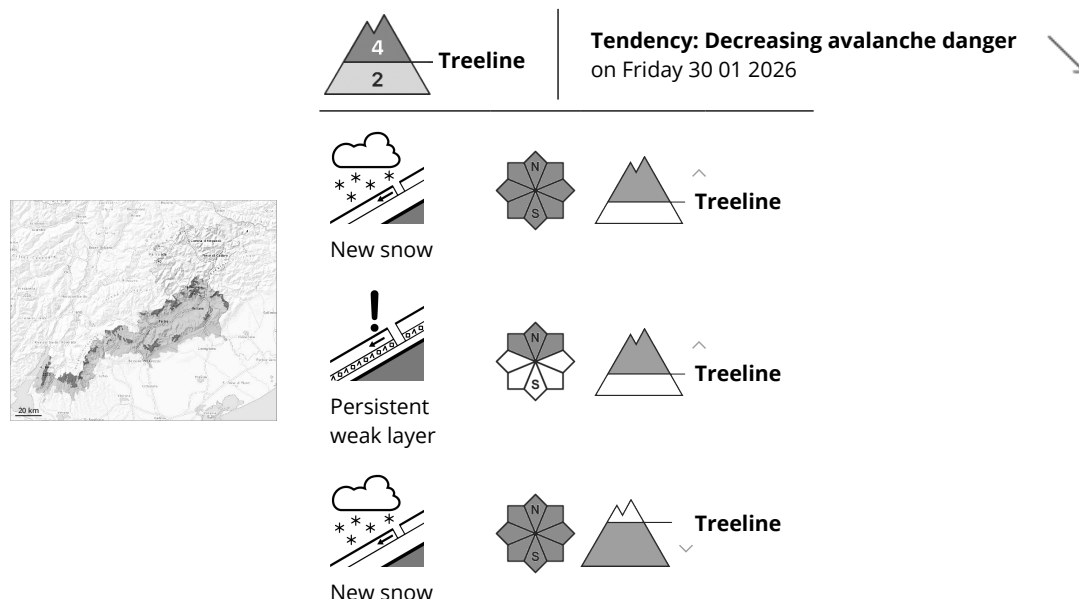 4
2
Treeline
Tendency: Decreasing avalanche danger
on Friday 30 01 2026
N
S
Treeline
New snow
N
S
Treeline
Persistent
weak layer
N
S
Treeline
New snow
20 km